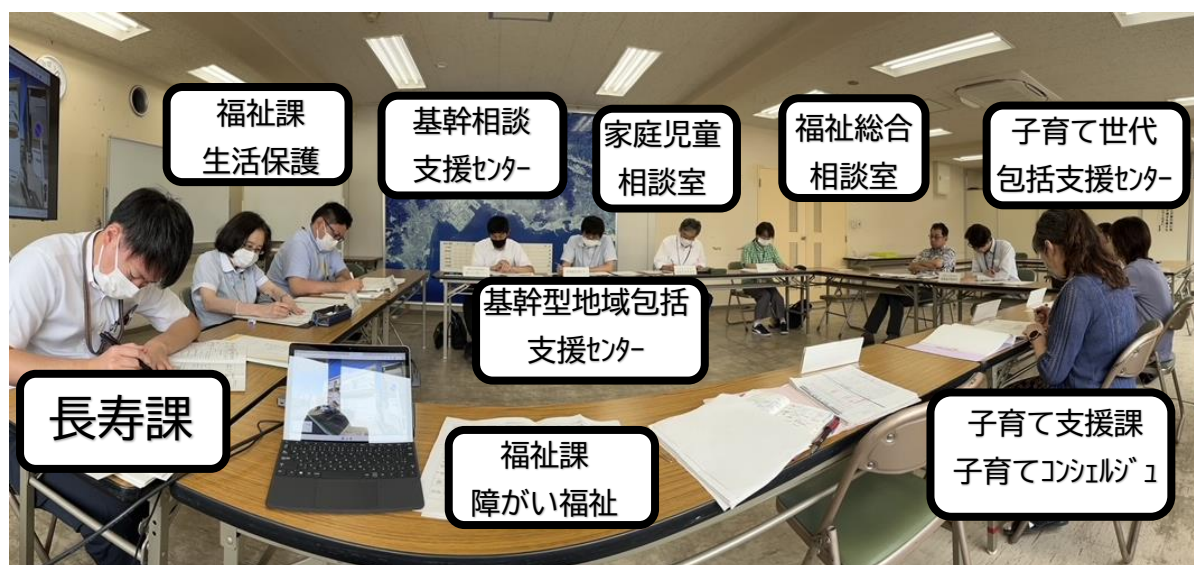 福祉課
生活保護
基幹相談
支援ｾﾝﾀｰ
家庭児童
相談室
福祉総合
相談室
子育て世代
包括支援ｾﾝﾀｰ
基幹型地域包括
支援ｾﾝﾀｰ
長寿課
福祉課
障がい福祉
子育て支援課
子育てｺﾝｼｪﾙｼﾞｭ